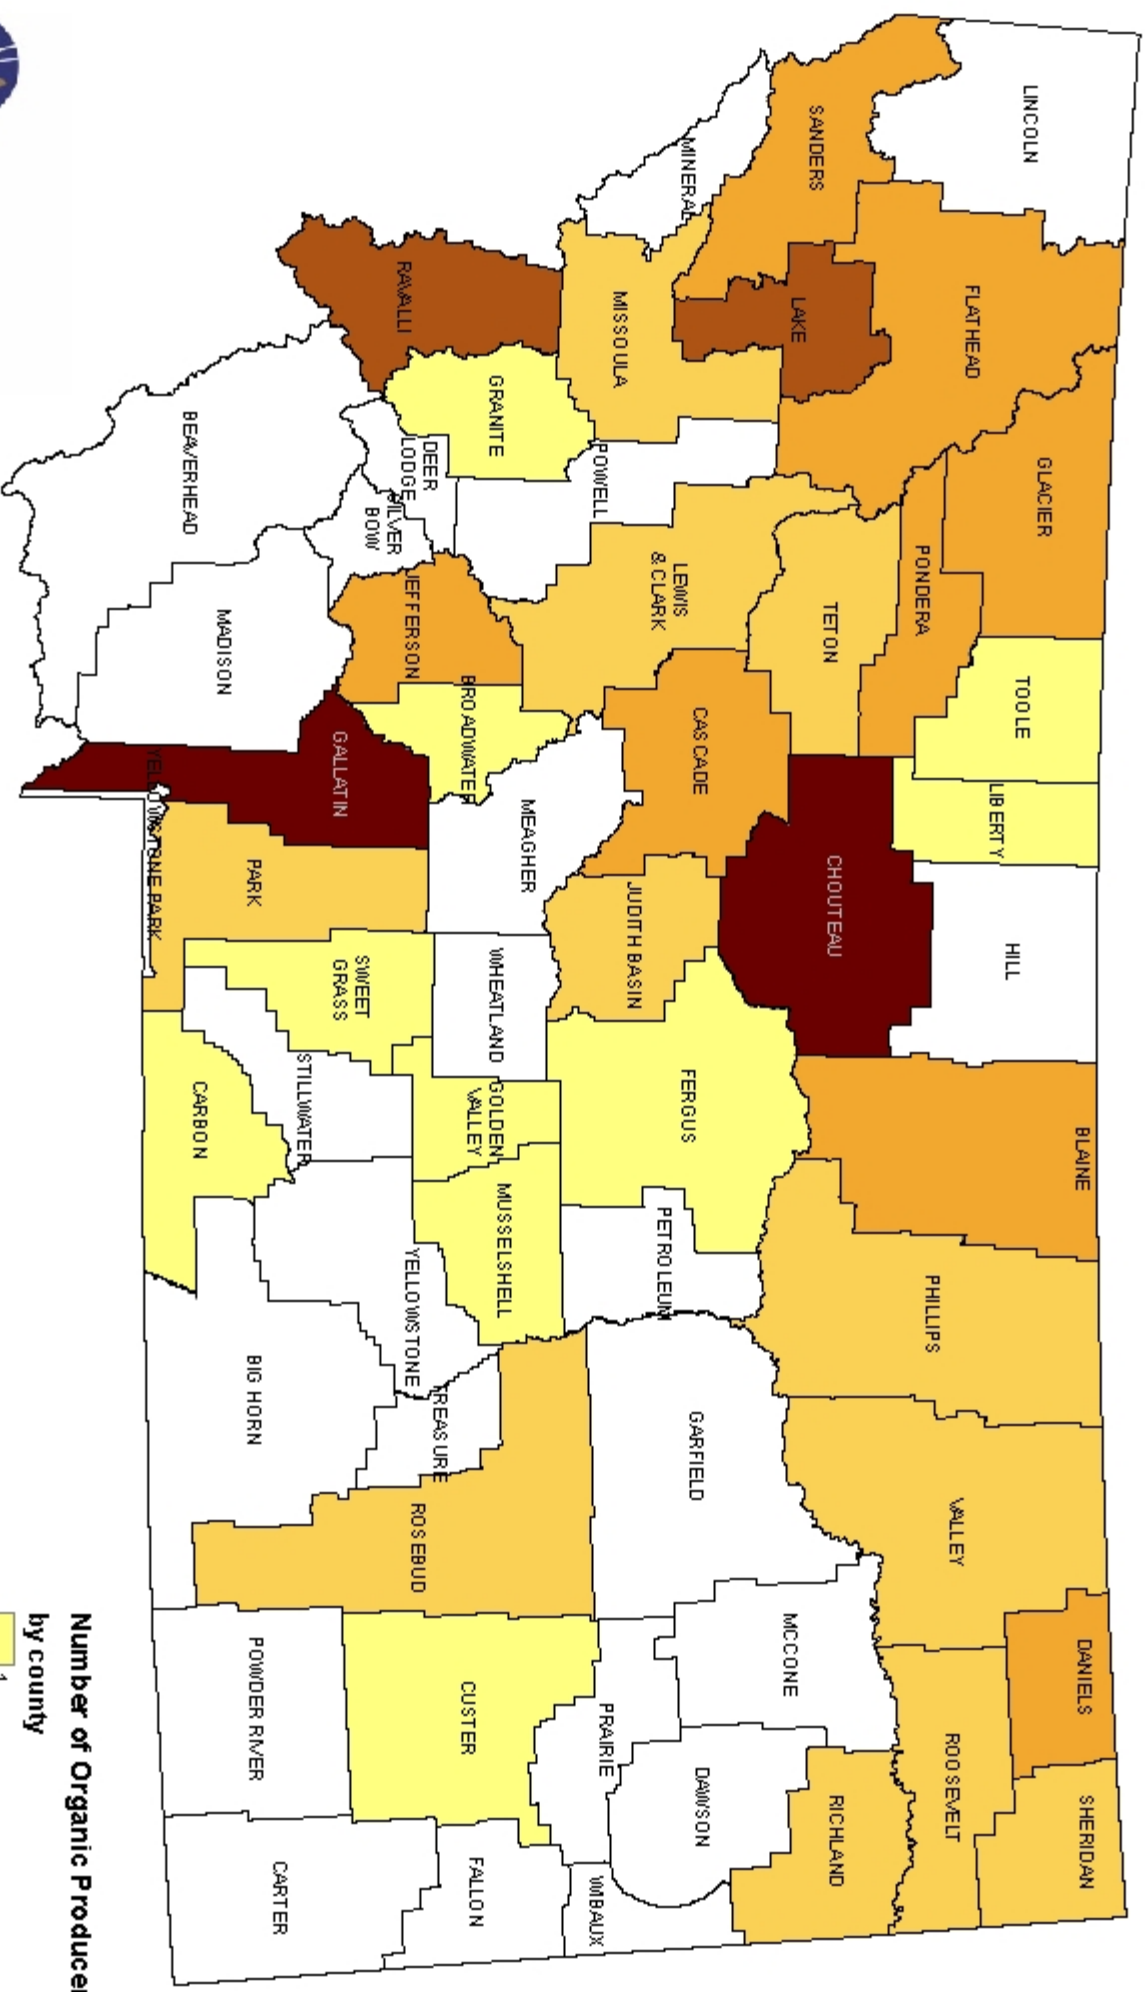 LINCOLN
SANDERS
FLATHEAD
GLACIER
TOOLE
LIBERTY
HILL
BLAINE
PHILLIPS
VALLEY
DANIELS
SHERIDAN
ROOSEVELT
RICHLAND
MINERAL
LAKE
MISSOULA
PONDERA
TETON
CHOUTEAU
RAVALLI
GRANITE
POWELL
LEWIS
& CLARK
CASCADE
JUDITH BASIN
FERGUS
PETROLEUM
GARFIELD
MCCONE
DAWSON
PRAIRIE
WIBAUX
DEER
LODGE
SILVER
BOW
JEFFERSON
BROADWATER
MEAGHER
WHEATLAND
GOLDEN
VALLEY
MUSSELSHELL
TREASURE
ROSEBUD
CUSTER
FALLON
BEAVERHEAD
MADISON
GALLATIN
PARK
SWEET
GRASS
STILLWATER
YELLOWSTONE
YELLOWSTONE PARK
CARBON
BIG HORN
POWDER RIVER
CARTER
Number of Organic Producer
by county